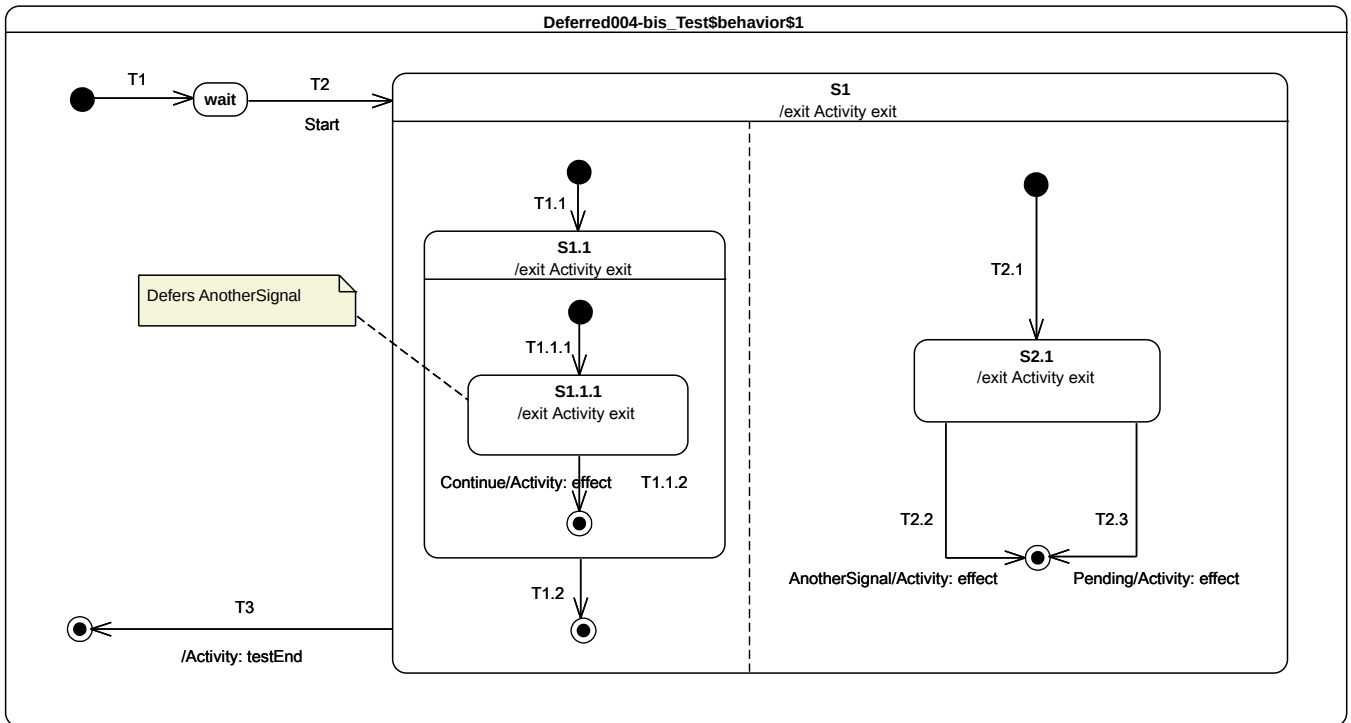 Deferred004-bis_Test$behavior$1
T1
wait
T2
Start
S1
/exit Activity exit
T1.1
S1.1
/exit Activity exit
Defers AnotherSignal
T1.1.1
S1.1.1
/exit Activity exit
Continue/Activity: effect
T1.1.2
T1.2
T2.1
S2.1
/exit Activity exit
T2.2
T2.3
AnotherSignal/Activity: effect
Pending/Activity: effect
T3
/Activity: testEnd